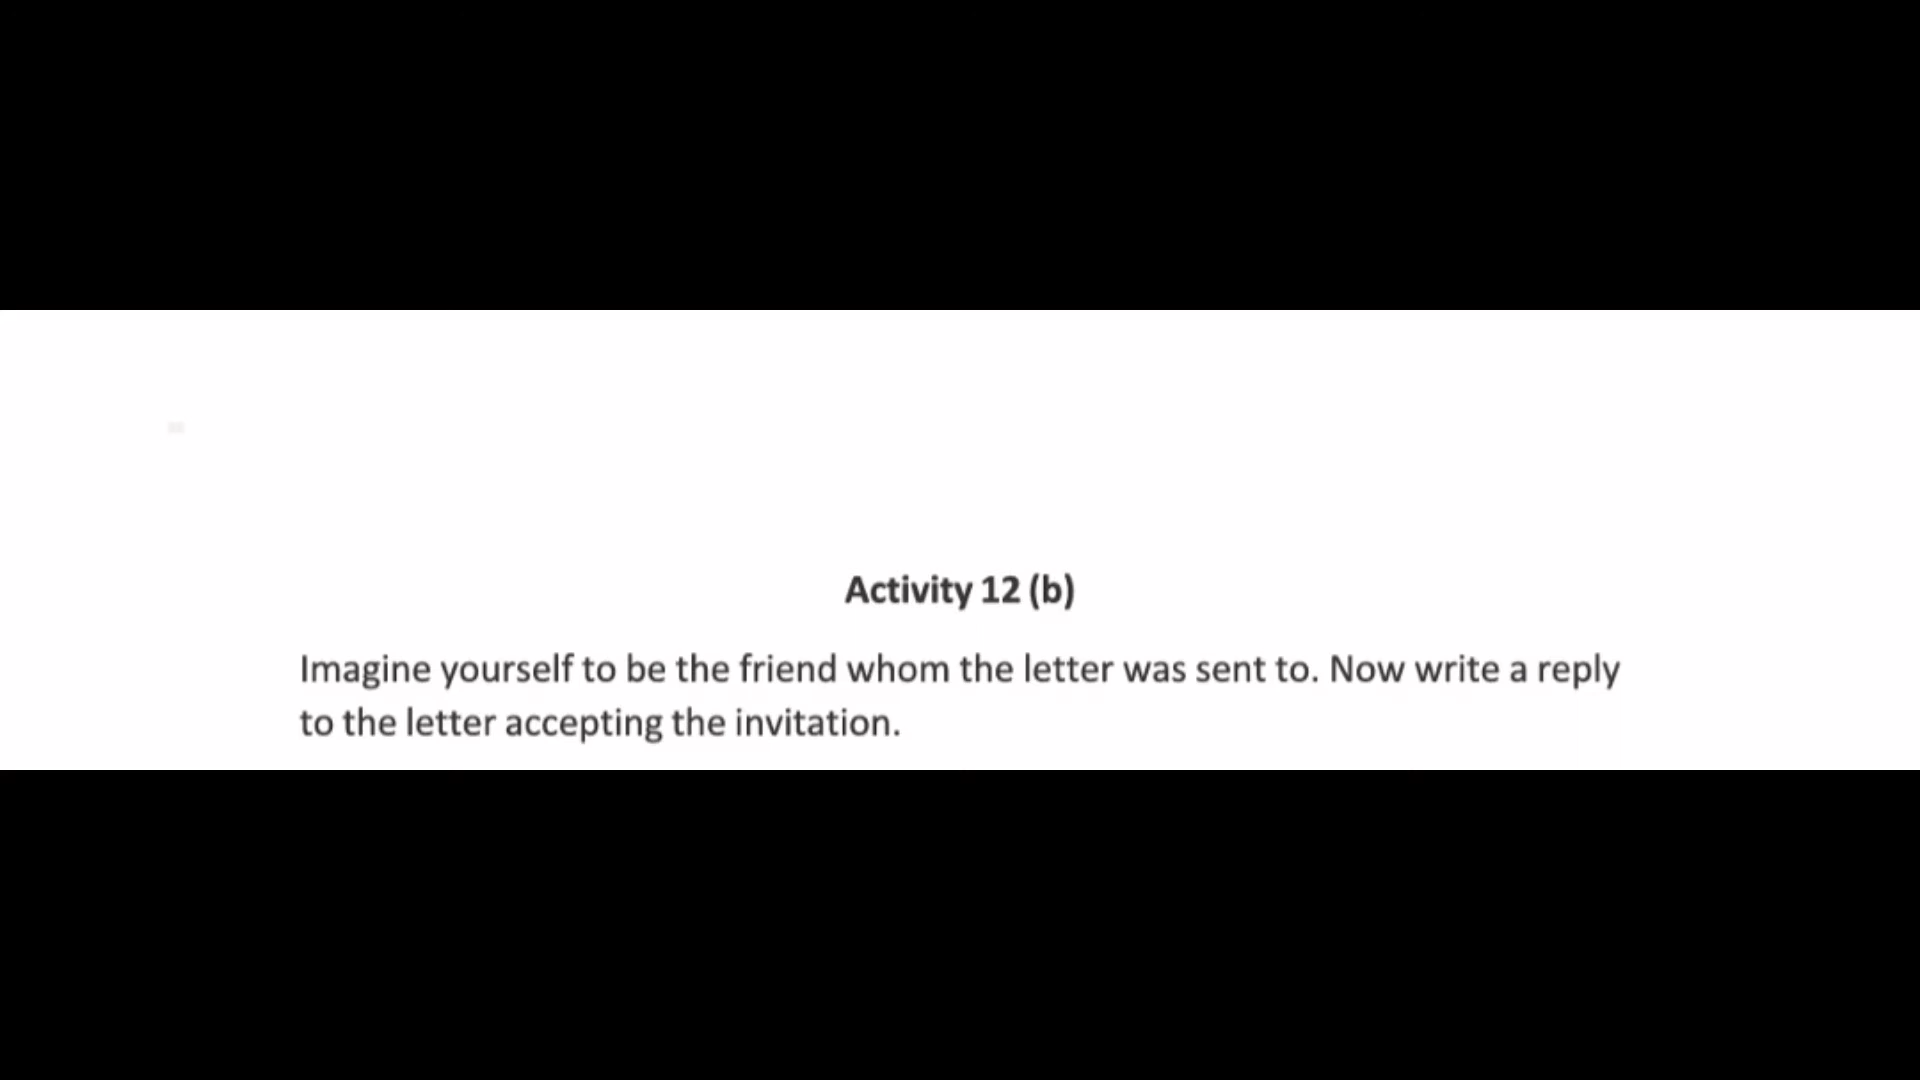 Activity 12 (b)
Imagine yourself to be the friend whom the letter was sent to. Now write a reply
to the letter accepting the invitation.